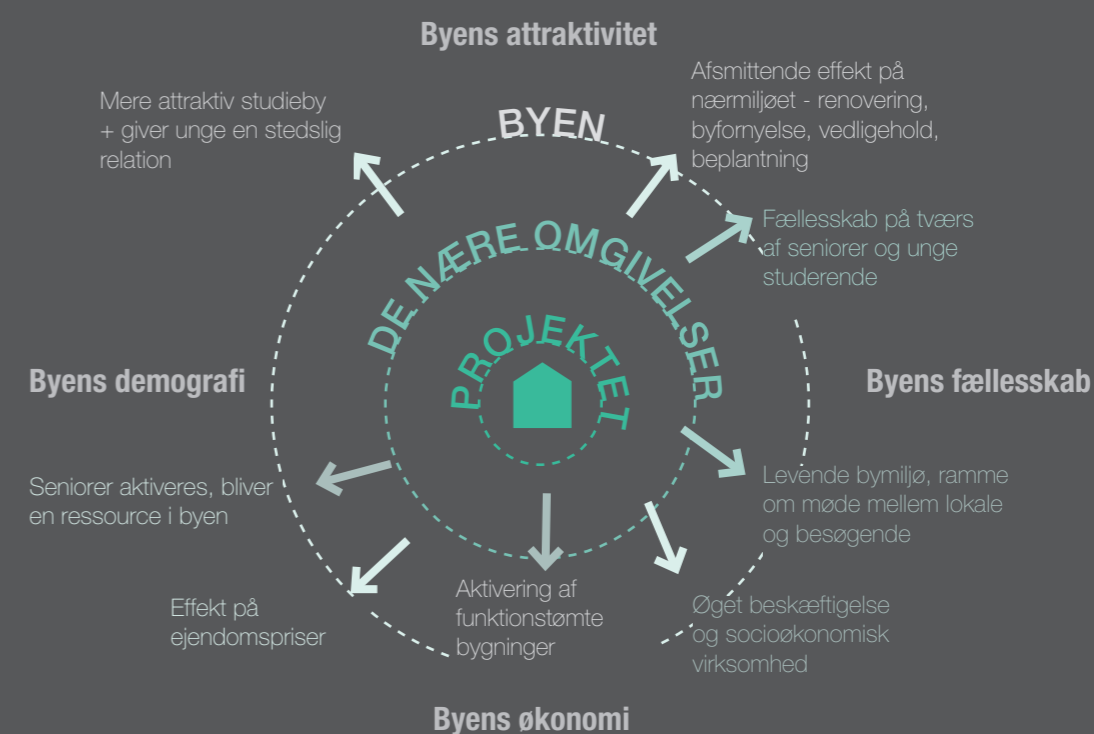 Byens attraktivitet
Mere attraktiv studieby
+ giver unge en stedslig
relation
BYEN
Afsmittende effekt på
nærmiljøet - renovering,
byfornyelse, vedligehold,
beplantning
Fællesskab på tværs
af seniorer og unge
studerende
DE NÆRE OMGIVELSER
PROJEKTET
Byens demografi
Byens fællesskab
Seniorer aktiveres, bliver
en ressource i byen
Levende bymiljø, ramme
om møde mellem lokale
og besøgende
Effekt på
ejendomspriser
Aktivering af
funktionstømte
bygninger
Øget beskæftigelse
og socioøkonomisk
virksomhed
Byens økonomi